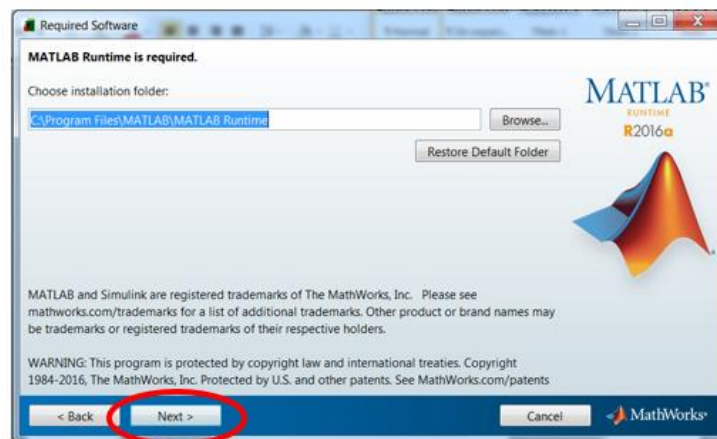 Required Software
MATLAB Runtime is required.
Choose installation folder:
C:\Program Files\MATLAB\MATLAB Runtime
Browse...
Restore Default Folder
MATLAB®
RUNTIME
R2016a
MATLAB and Simulink are registered trademarks of The MathWorks, Inc. Please see
mathworks.com/trademarks for a list of additional trademarks. Other product or brand names may
be trademarks or registered trademarks of their respective holders.
WARNING: This program is protected by copyright law and international treaties. Copyright
1984-2016, The MathWorks, Inc. Protected by U.S. and other patents. See MathWorks.com/patents
< Back
Next >
Cancel
MathWorks®